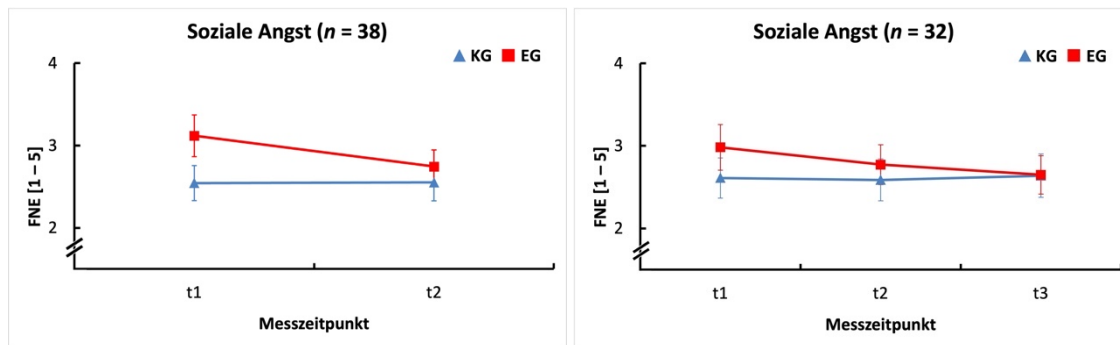 Soziale Angst (n = 38)
KG EG
4
3
2
FNE [1 – 5]
t1 t2
Messzeitpunkt
Soziale Angst (n = 32)
KG EG
4
3
2
FNE [1 – 5]
t1 t2 t3
Messzeitpunkt